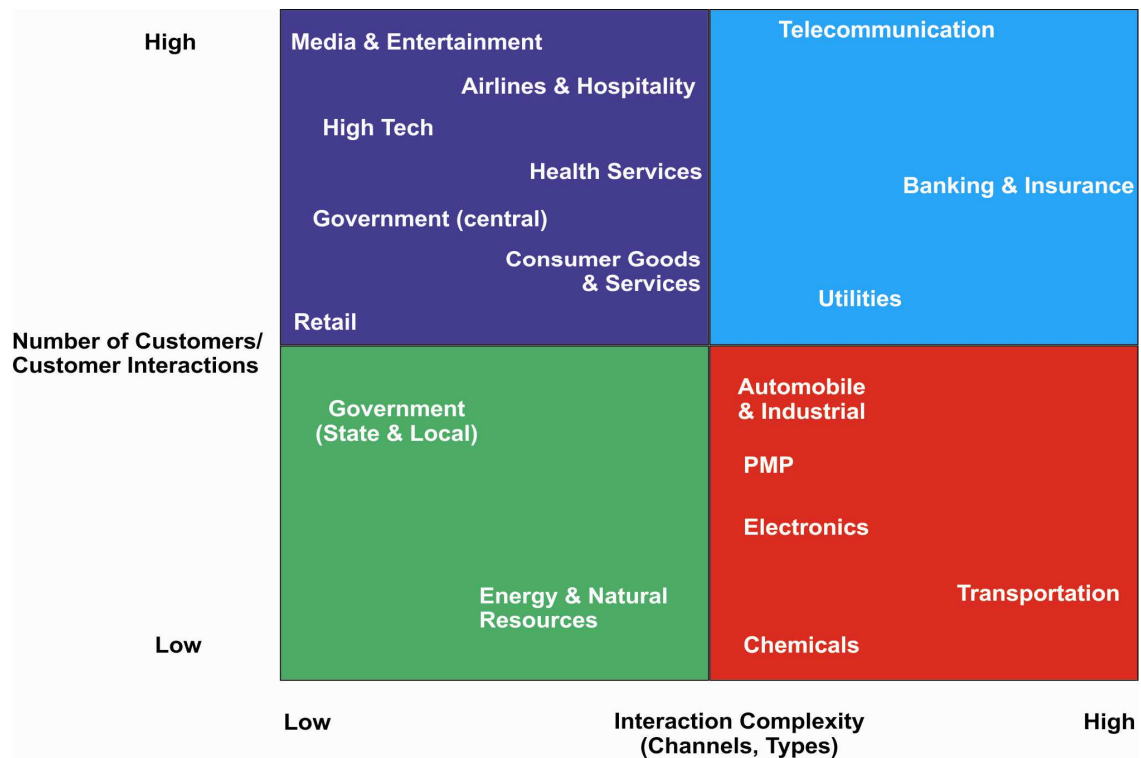 High
Media & Entertainment
Telecommunication
Airlines & Hospitality
High Tech
Health Services
Banking & Insurance
Government (central)
Consumer Goods
& Services
Utilities
Retail
Number of Customers/
Customer Interactions
Government
(State & Local)
Automobile
& Industrial
PMP
Electronics
Energy & Natural
Resources
Transportation
Low
Chemicals
Low
Interaction Complexity
(Channels, Types)
High